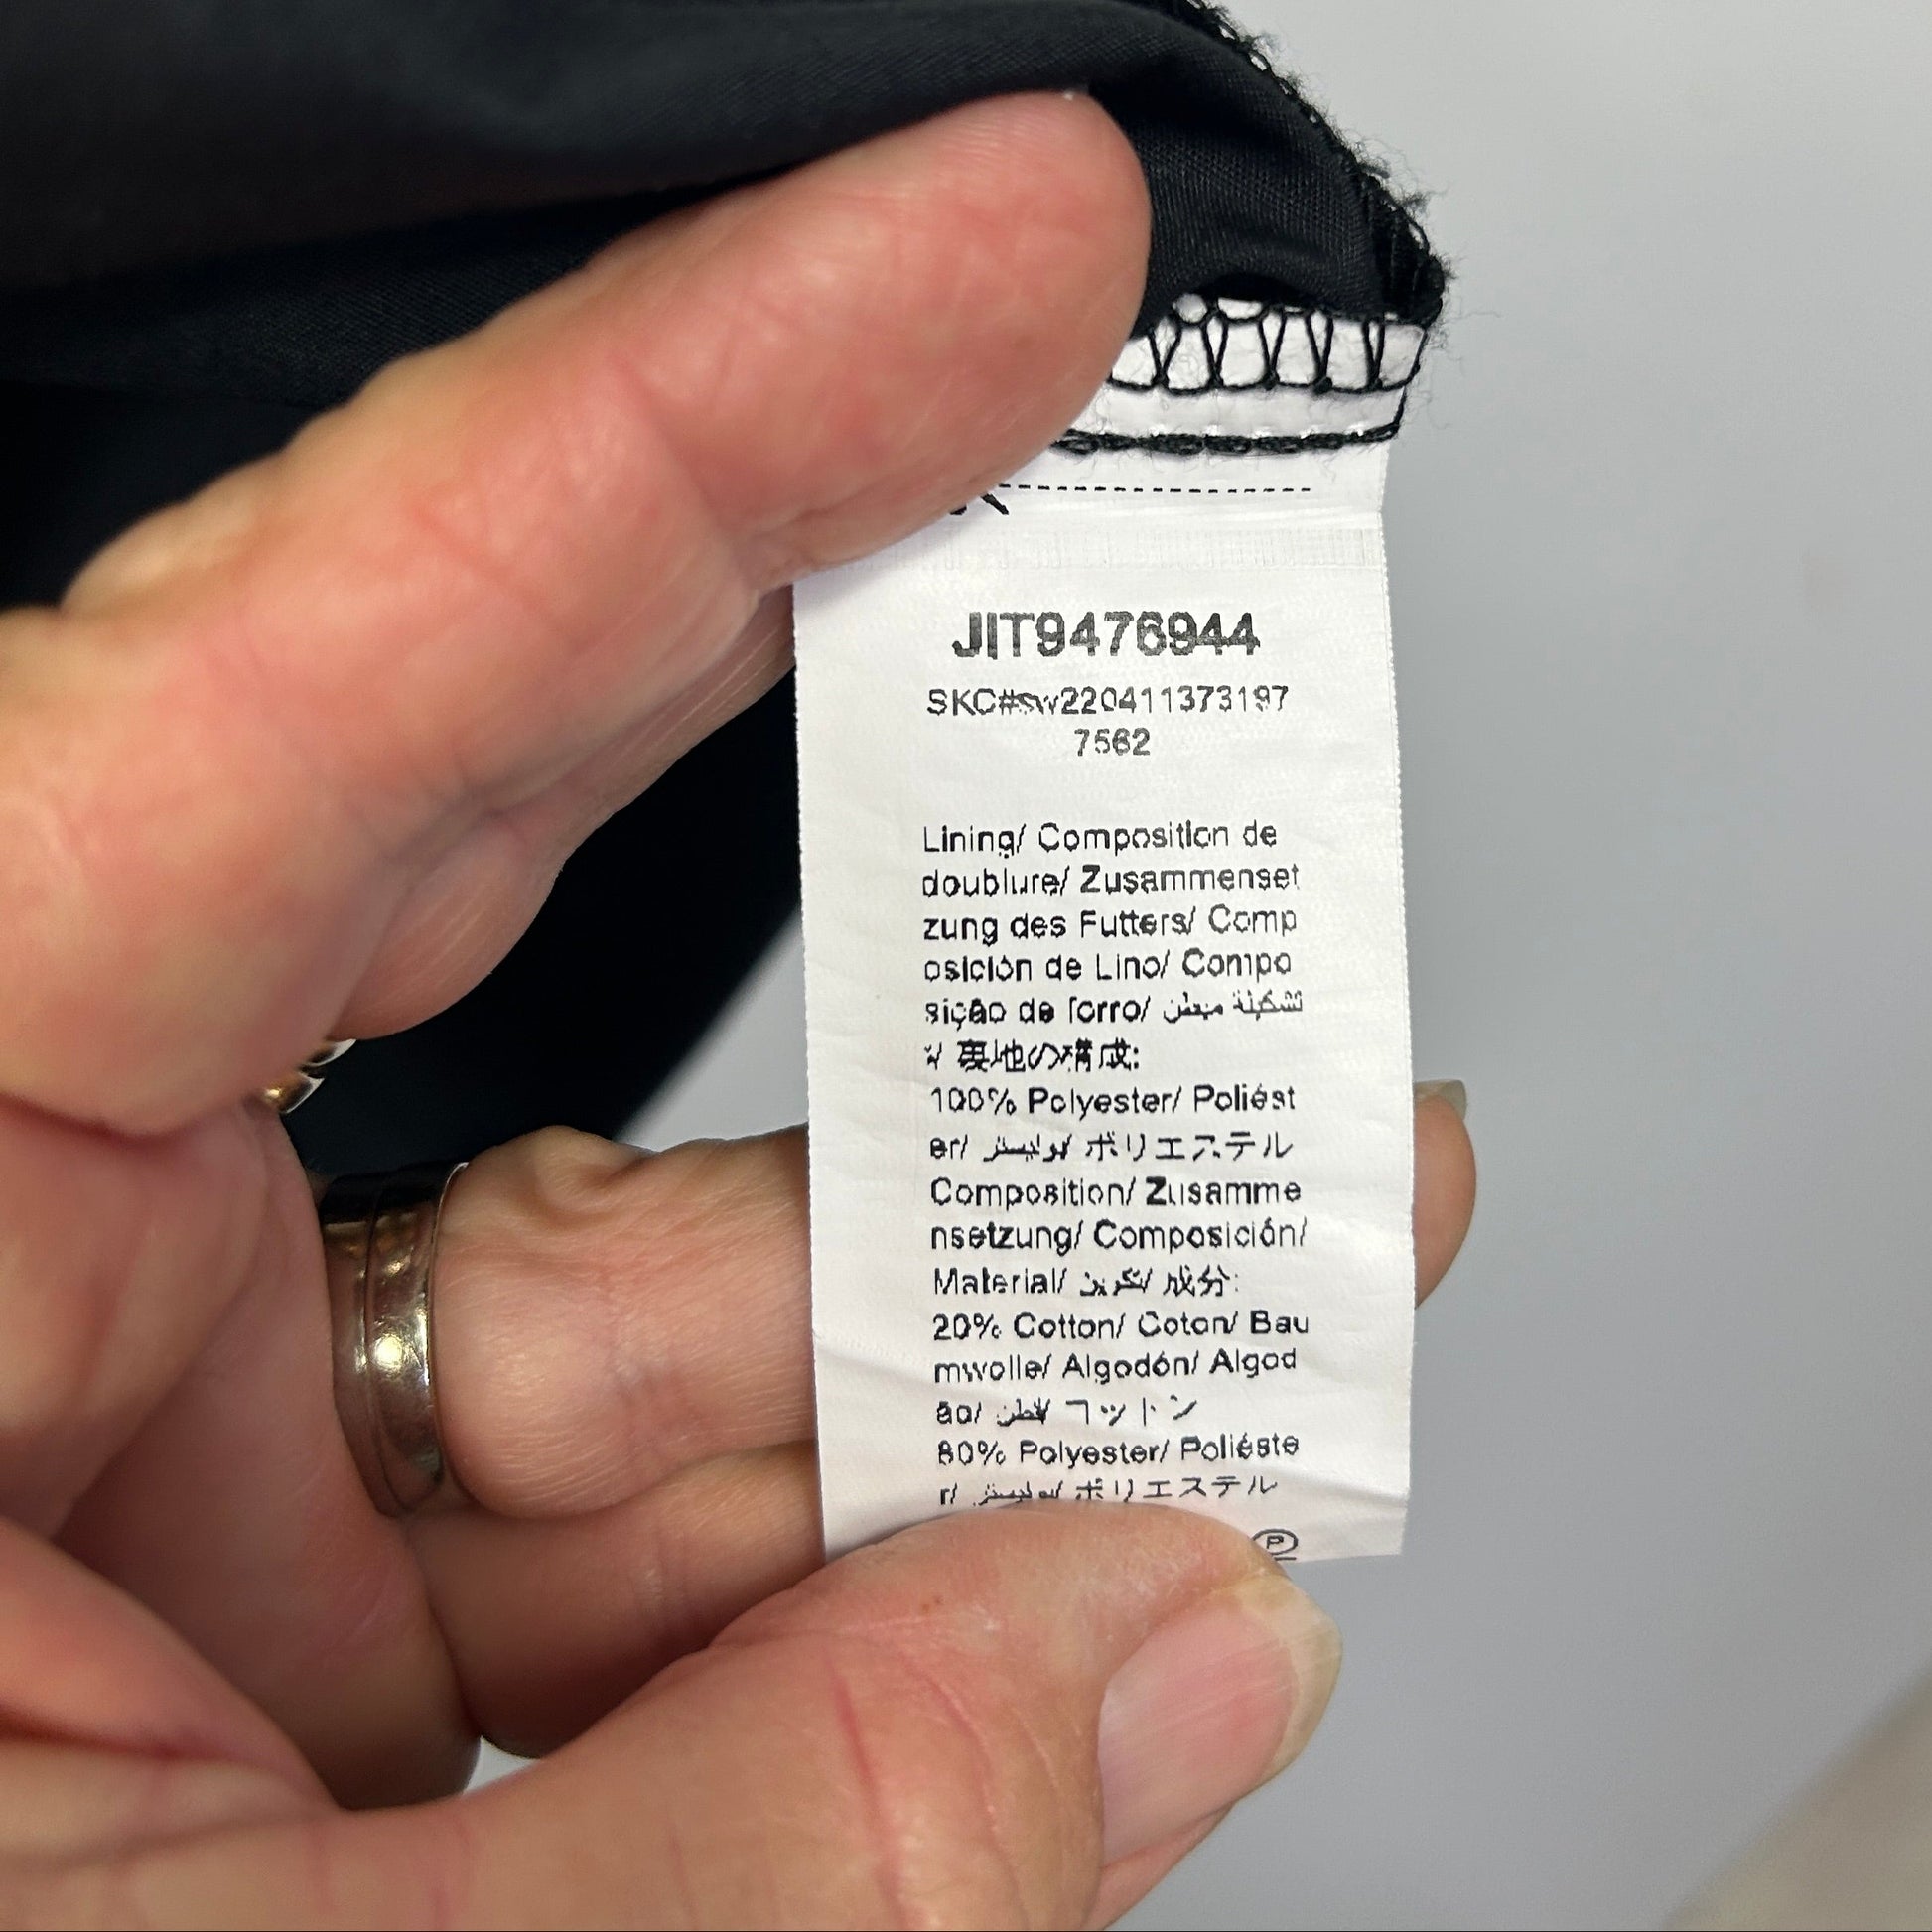 JIT9476944
SKC#sw220411373197
7562
Lining/ Composition de
doublure/ Zusammenset
zung des Futters/ Comp
osición de Lino/ Compo
sição de forro/ تشكيلة مبطن
/ 裏地の構成:
100% Polyester/ Poliést
er/ بوليستر/ ポリエステル
Composition/ Zusamme
nsetzung/ Composición/
Material/ تكوين/ 成分:
20% Cotton/ Coton/ Bau
mwolle/ Algodón/ Algod
ão/ قطن/ コットン
80% Polyester/ Poliéste
r/ بوليستر/ ポリエステル
P